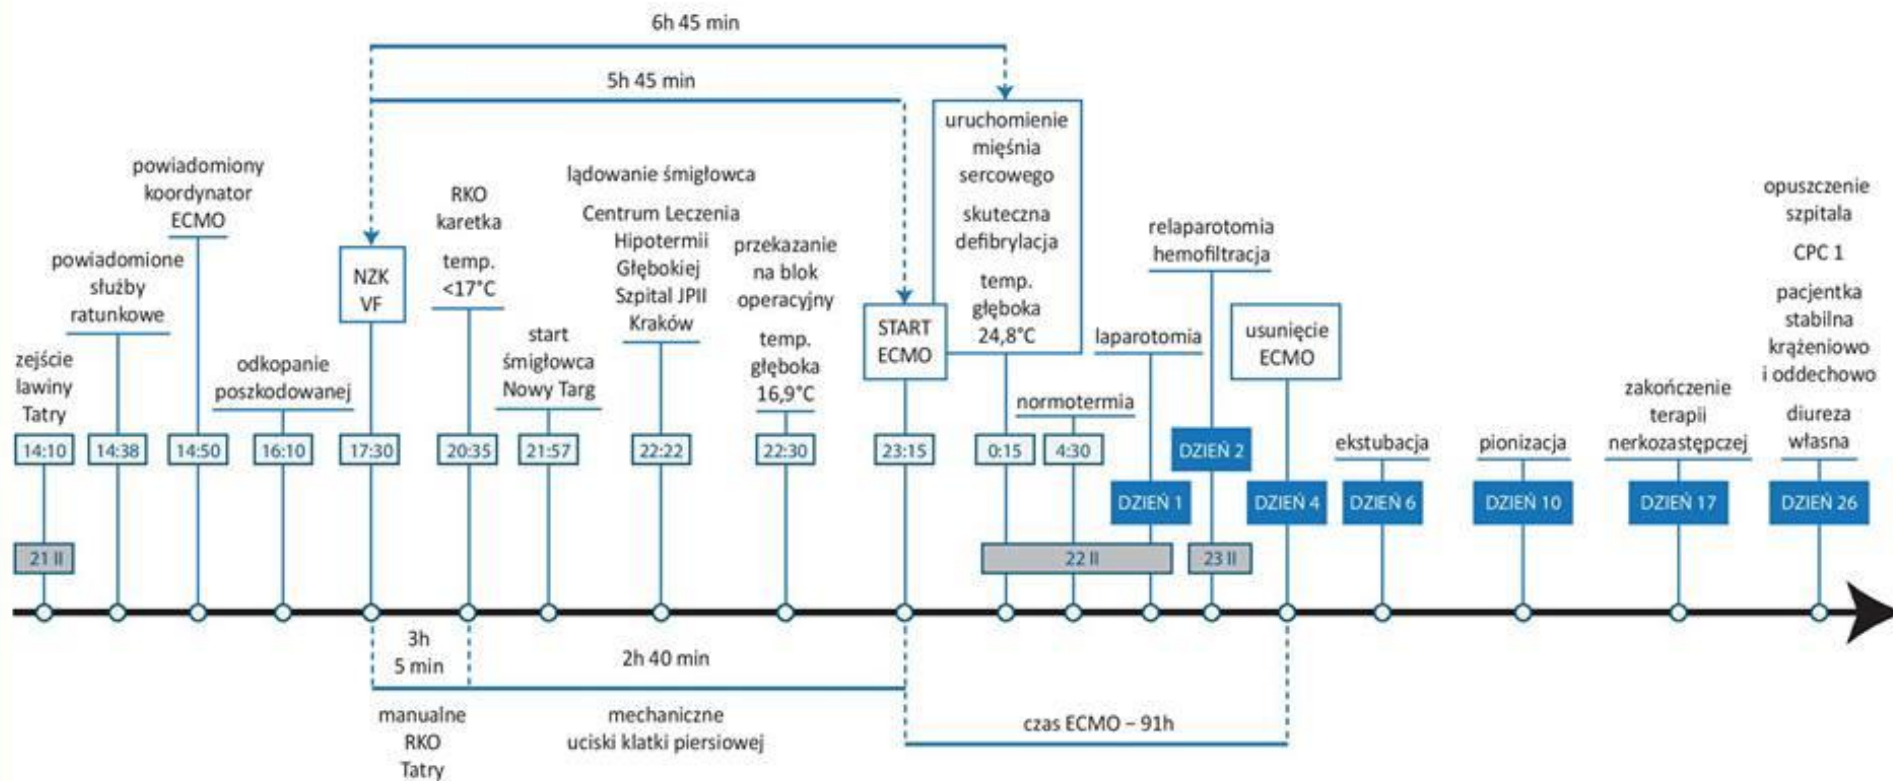 6h 45 min
5h 45 min
zejście
lawiny
Tatry
14:10
21 II
powiadomione
służby
ratunkowe
14:38
powiadomiony
koordynator
ECMO
14:50
odkopanie
poszkodowanej
16:10
NZK
VF
17:30
RKO
karetka
temp.
<17°C
20:35
start
śmigłowca
Nowy Targ
21:57
lądowanie śmigłowca
Centrum Leczenia
Hipotermii
Głębokiej
Szpital JPII
Kraków
22:22
przekazanie
na blok
operacyjny
temp.
głęboka
16,9°C
22:30
START
ECMO
23:15
uruchomienie
mięśnia
sercowego
skuteczna
defibrylacja
temp.
głęboka
24,8°C
0:15
normotermia
4:30
22 II
laparotomia
DZIEŃ 1
relaparotomia
hemofiltracja
DZIEŃ 2
23 II
usunięcie
ECMO
DZIEŃ 4
ekstubacja
DZIEŃ 6
pionizacja
DZIEŃ 10
zakończenie
terapii
nerkozastępczej
DZIEŃ 17
opuszczenie
szpitala
CPC 1
pacjentka
stabilna
krążeniowo
i oddechowo
diureza
własna
DZIEŃ 26
3h
5 min
manualne
RKO
Tatry
2h 40 min
mechaniczne
uciski klatki piersiowej
czas ECMO – 91h